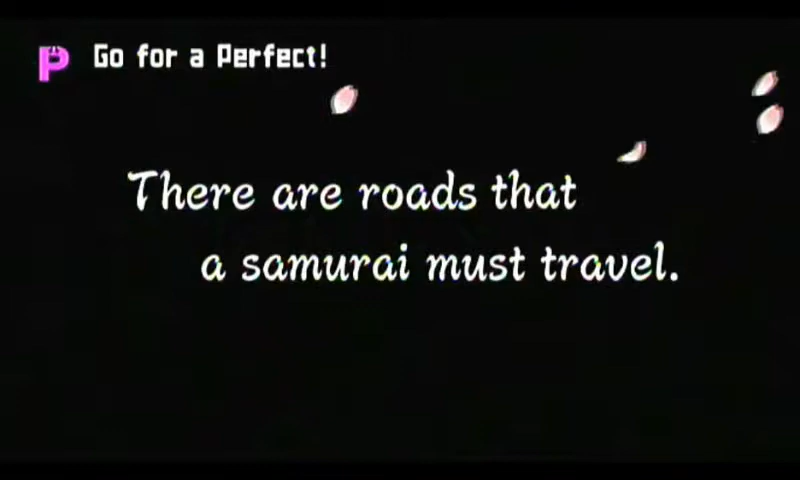 P Go for a Perfect!
There are roads that
a samurai must travel.